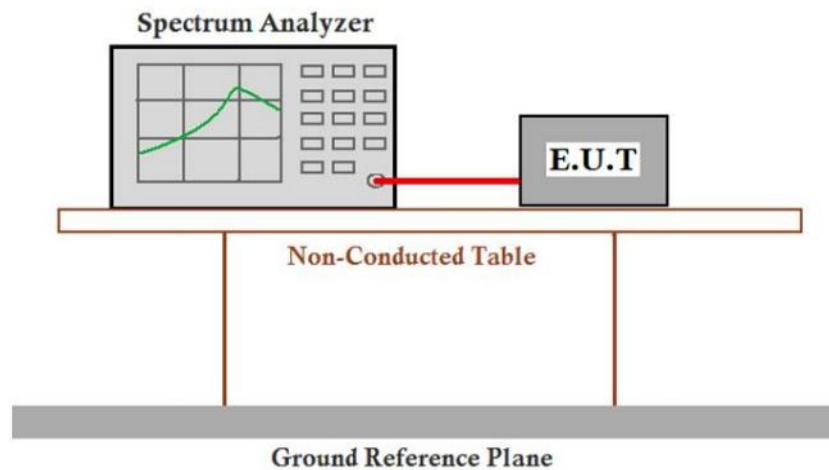 Spectrum Analyzer
E.U.T
Non-Conducted Table
Ground Reference Plane